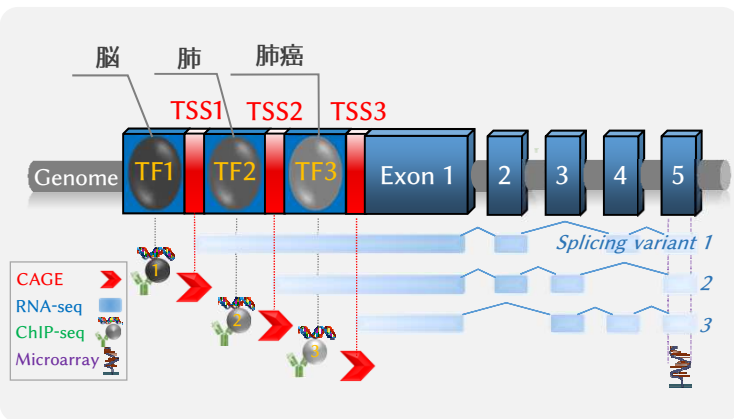 脳
肺
肺癌
TSS1
TSS2
TSS3
Genome
TF1
TF2
TF3
Exon 1
2
3
4
5
Splicing variant 1
2
3
1
2
3
CAGE
RNA-seq
ChIP-seq
Microarray